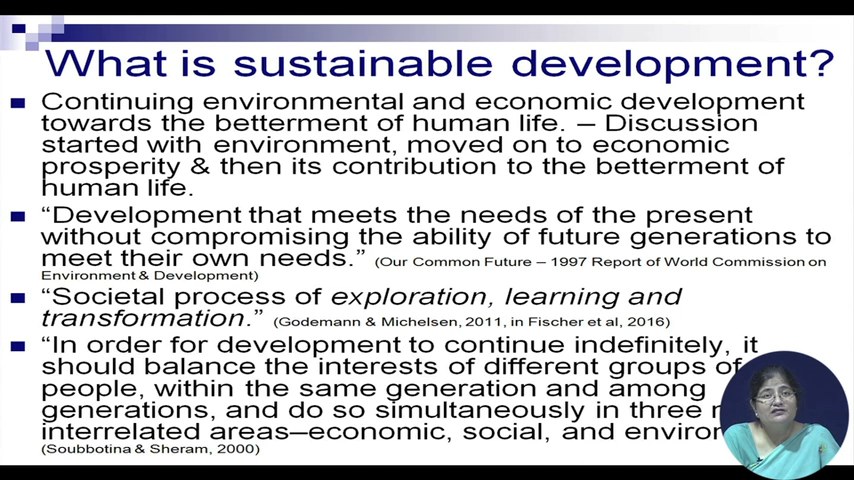 What is sustainable development?
Continuing environmental and economic development
towards the betterment of human life. – Discussion
started with environment, moved on to economic
prosperity & then its contribution to the betterment of
human life.
“Development that meets the needs of the present
without compromising the ability of future generations to
meet their own needs.” (Our Common Future – 1997 Report of World Commission on
Environment & Development)
“Societal process of exploration, learning and
transformation.” (Godemann & Michelsen, 2011, in Fischer et al, 2016)
“In order for development to continue indefinitely, it
should balance the interests of different groups of
people, within the same generation and among
generations, and do so simultaneously in three
interrelated areas–economic, social, and
(Soubbotina & Sheram, 2000)